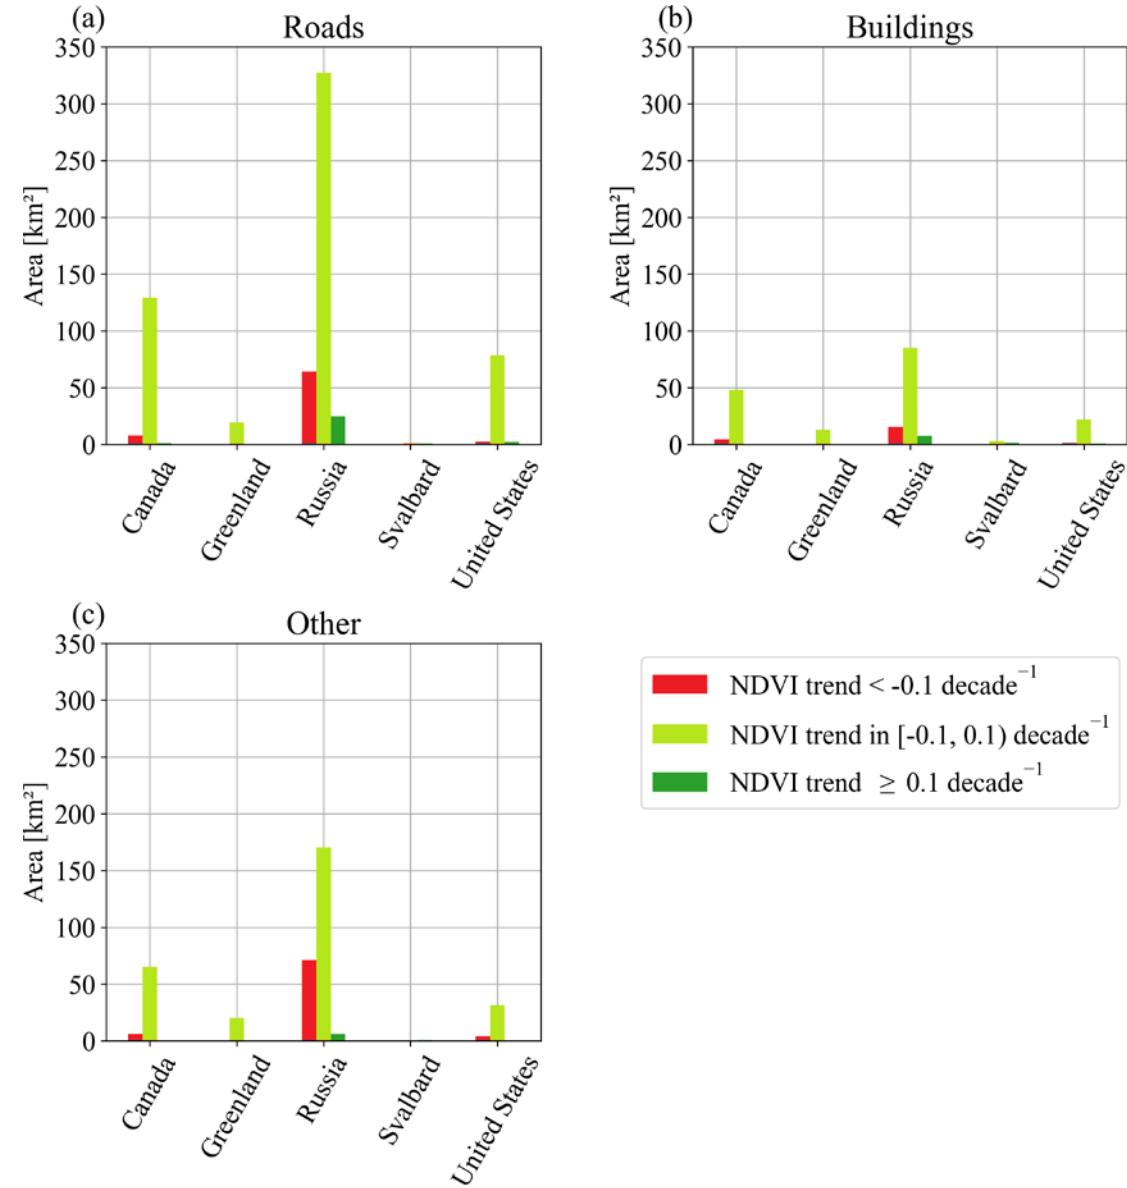 (a)
Roads
350
300
250
200
150
100
50
0
Area [km²]
Canada
Greenland
Russia
Svalbard
United States
(b)
Buildings
350
300
250
200
150
100
50
0
Area [km²]
Canada
Greenland
Russia
Svalbard
United States
(c)
Other
350
300
250
200
150
100
50
0
Area [km²]
Canada
Greenland
Russia
Svalbard
United States
NDVI trend < -0.1 decade⁻¹
NDVI trend in [-0.1, 0.1) decade⁻¹
NDVI trend ≥ 0.1 decade⁻¹